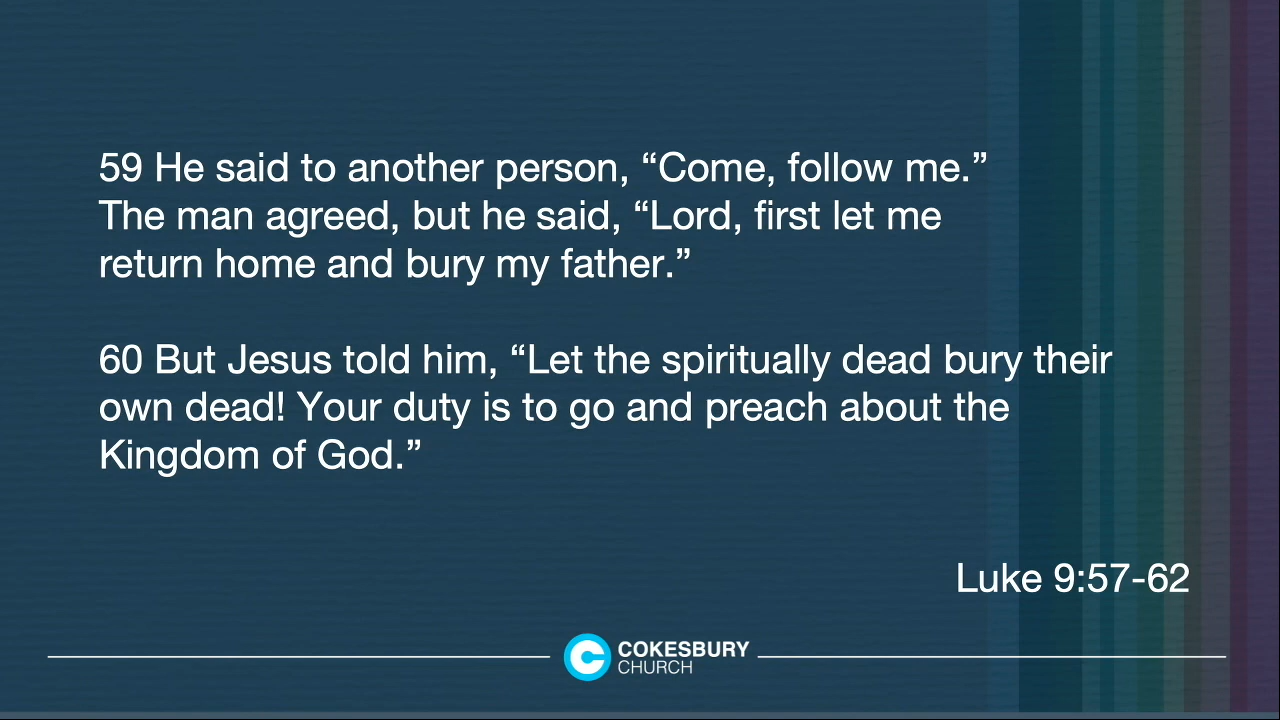 59 He said to another person, “Come, follow me.”
The man agreed, but he said, “Lord, first let me
return home and bury my father.”
60 But Jesus told him, “Let the spiritually dead bury their
own dead! Your duty is to go and preach about the
Kingdom of God.”
Luke 9:57-62
COKESBURY
CHURCH